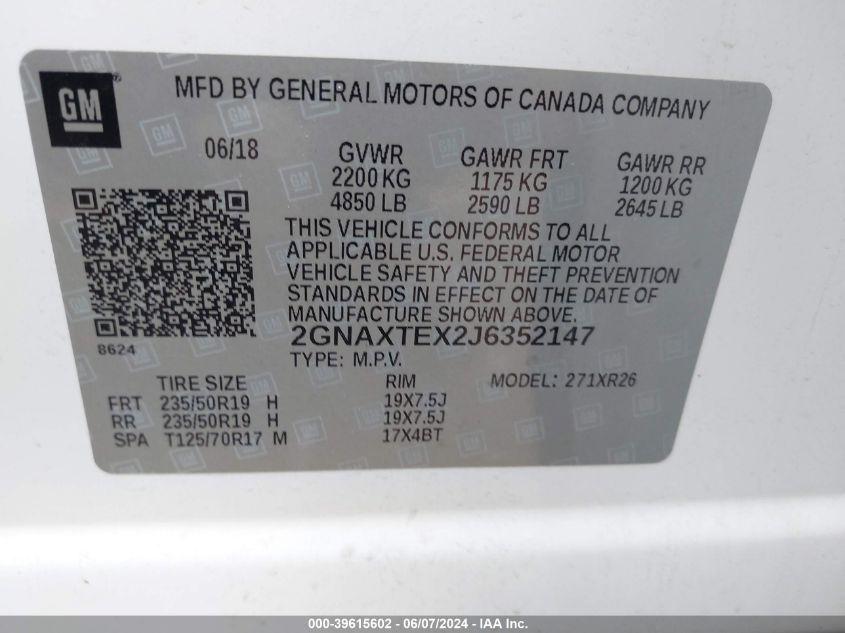 GM
MFD BY GENERAL MOTORS OF CANADA COMPANY
06/18 GVWR GAWR FRT GAWR RR
2200 KG 1175 KG 1200 KG
4850 LB 2590 LB 2645 LB
THIS VEHICLE CONFORMS TO ALL
APPLICABLE U.S. FEDERAL MOTOR
VEHICLE SAFETY AND THEFT PREVENTION
STANDARDS IN EFFECT ON THE DATE OF
MANUFACTURE SHOWN ABOVE.
8624
2GNAXTEX2J6352147
TYPE: M.P.V.
TIRE SIZE RIM MODEL: 271XR26
FRT 235/50R19 H 19X7.5J
RR 235/50R19 H 19X7.5J
SPA T125/70R17 M 17X4BT
000-39615602 - 06/07/2024 - IAA Inc.